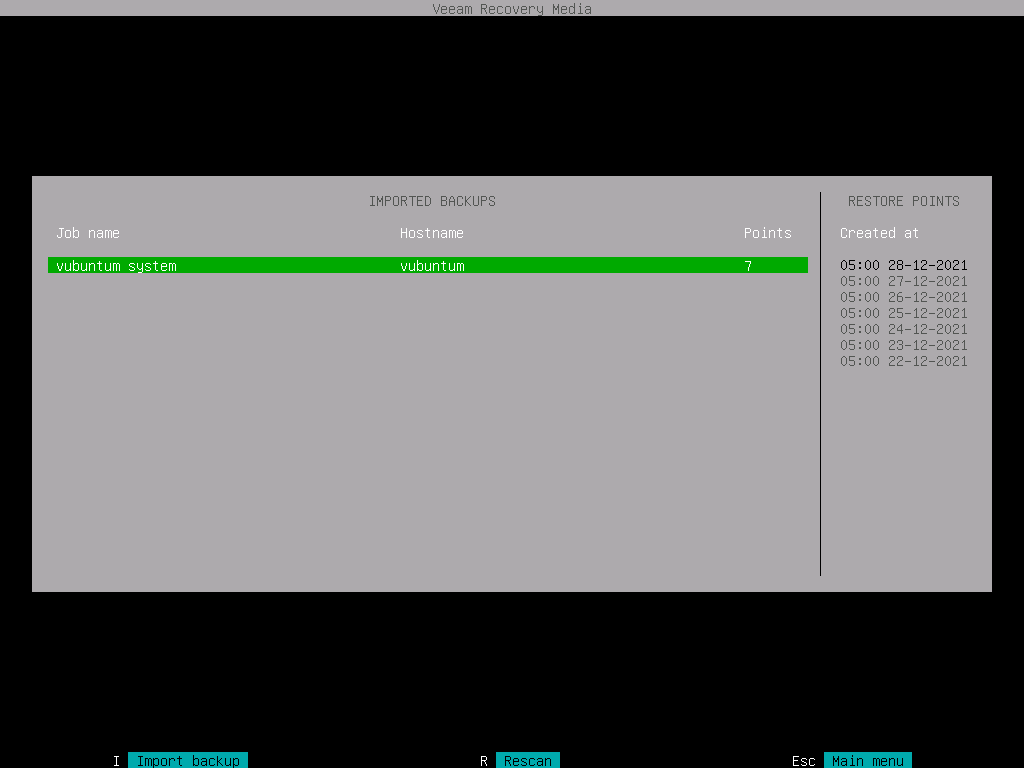 Veeam Recovery Media
IMPORTED BACKUPS
Job name Hostname Points
vubuntum system vubuntum 7
RESTORE POINTS
Created at
05:00 28-12-2021
05:00 27-12-2021
05:00 26-12-2021
05:00 25-12-2021
05:00 24-12-2021
05:00 23-12-2021
05:00 22-12-2021
I Import backup R Rescan Esc Main menu